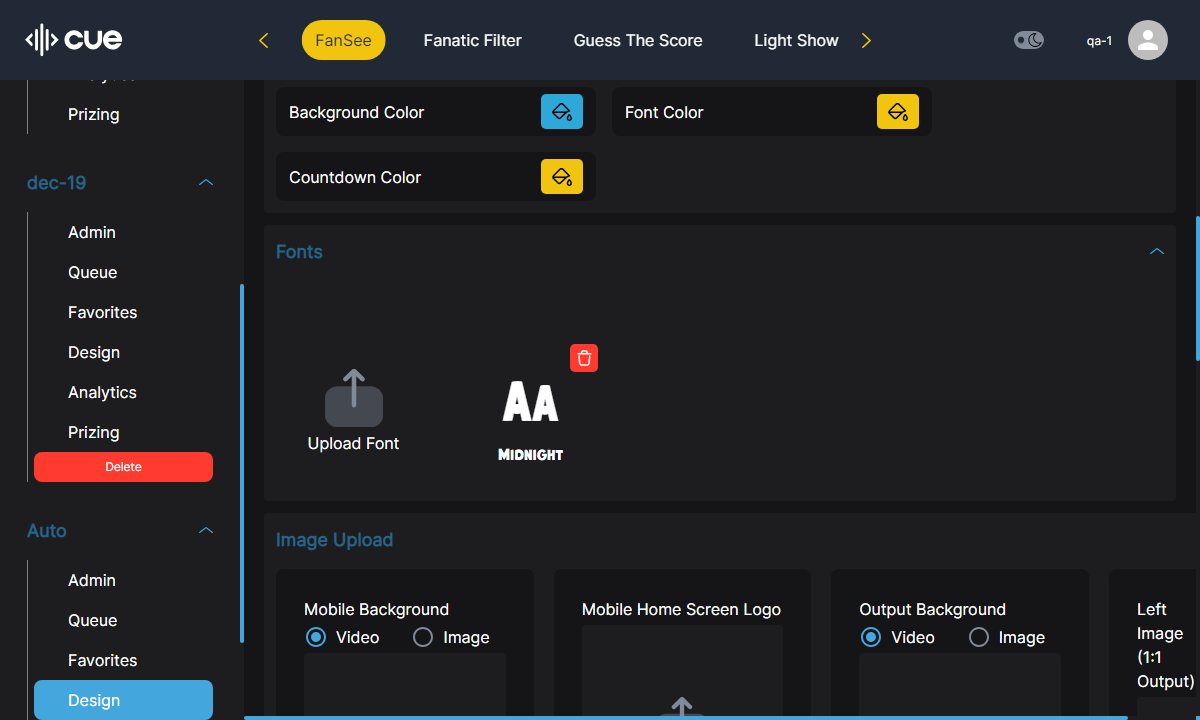 cue
FanSee
Fanatic Filter
Guess The Score
Light Show
qa-1
Prizing
dec-19
Admin
Queue
Favorites
Design
Analytics
Prizing
Delete
Auto
Admin
Queue
Favorites
Design
Background Color
Font Color
Countdown Color
Fonts
Upload Font
AA
MIDNIGHT
Image Upload
Mobile Background
Video Image
Mobile Home Screen Logo
Output Background
Video Image
Left
Image
(1:1
Output)